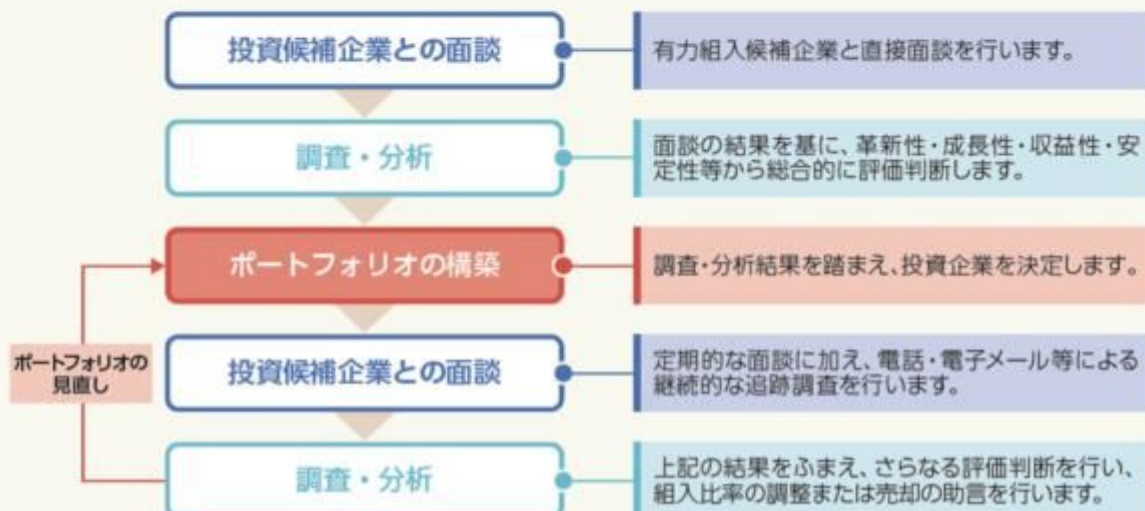 投資候補企業との面談
有力組入候補企業と直接面談を行います。
調査・分析
面談の結果を基に、革新性・成長性・収益性・安
定性等から総合的に評価判断します。
ポートフォリオの構築
調査・分析結果を踏まえ、投資企業を決定します。
ポートフォリオの
見直し
投資候補企業との面談
定期的な面談に加え、電話・電子メール等による
継続的な追跡調査を行います。
調査・分析
上記の結果をふまえ、さらなる評価判断を行い、
組入比率の調整または売却の助言を行います。